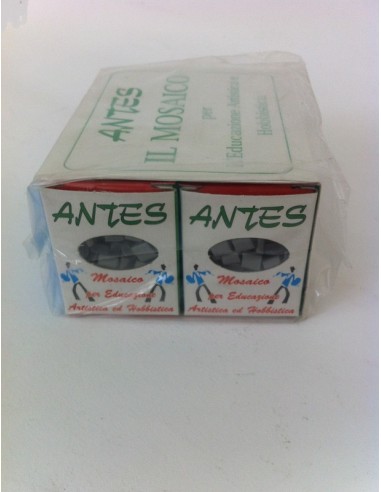 ANTES
IL MOSAICO
per
l'Educazione Artistica e
Hobbistica
ANTES
Mosaico
per Educazione
Artistica ed Hobbistica
ANTES
Mosaico
per Educazione
Artistica ed Hobbistica